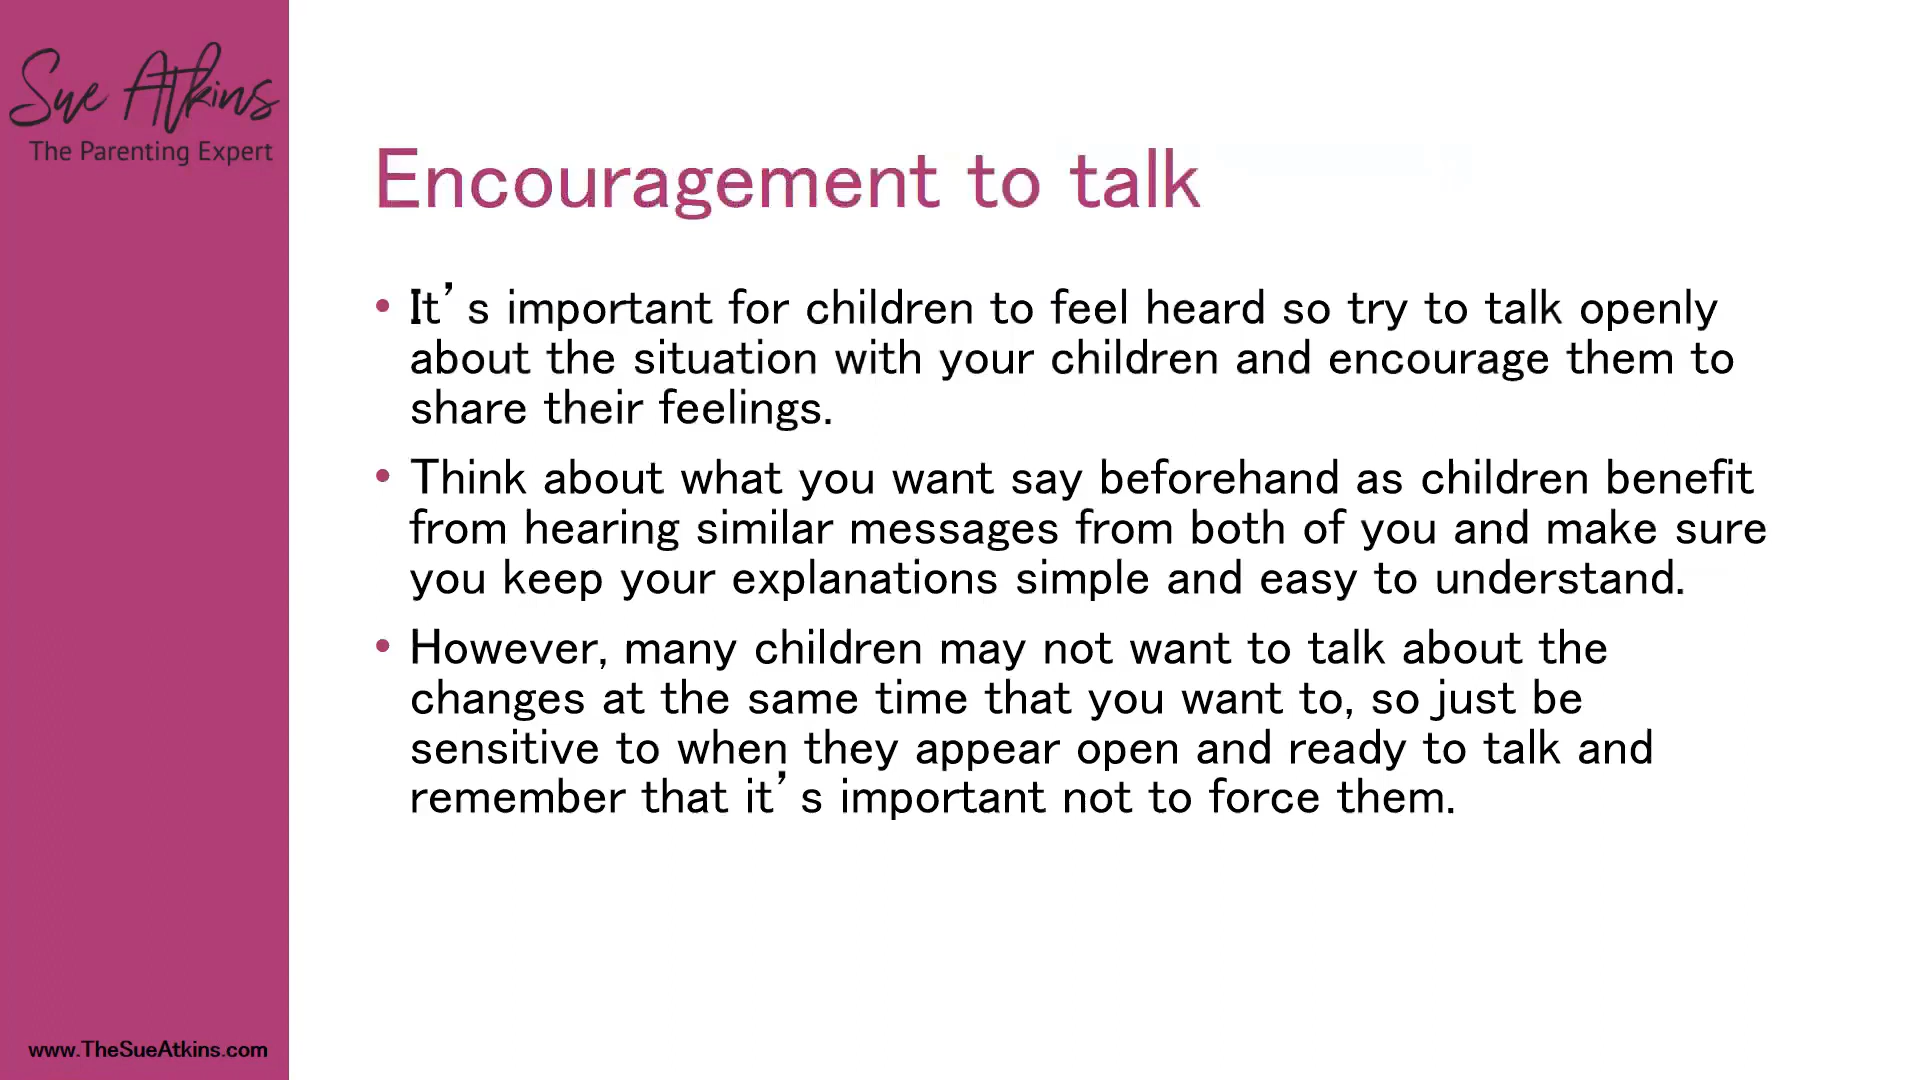 Sue Atkins
The Parenting Expert
Encouragement to talk
• It’s important for children to feel heard so try to talk openly
about the situation with your children and encourage them to
share their feelings.
• Think about what you want say beforehand as children benefit
from hearing similar messages from both of you and make sure
you keep your explanations simple and easy to understand.
• However, many children may not want to talk about the
changes at the same time that you want to, so just be
sensitive to when they appear open and ready to talk and
remember that it’s important not to force them.
www.TheSueAtkins.com